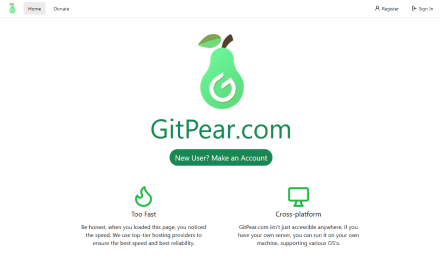 Home Donate Register Sign In
GitPear.com
New User? Make an Account
Too Fast Cross-platform
Be honest, when you loaded this page, you noticed
the speed. We use top-tier hosting providers to
ensure the best speed and best reliability.
GitPear.com isn't just accessible anywhere, if you
have your own server, you can run it on your own
machine, supporting various OS's.